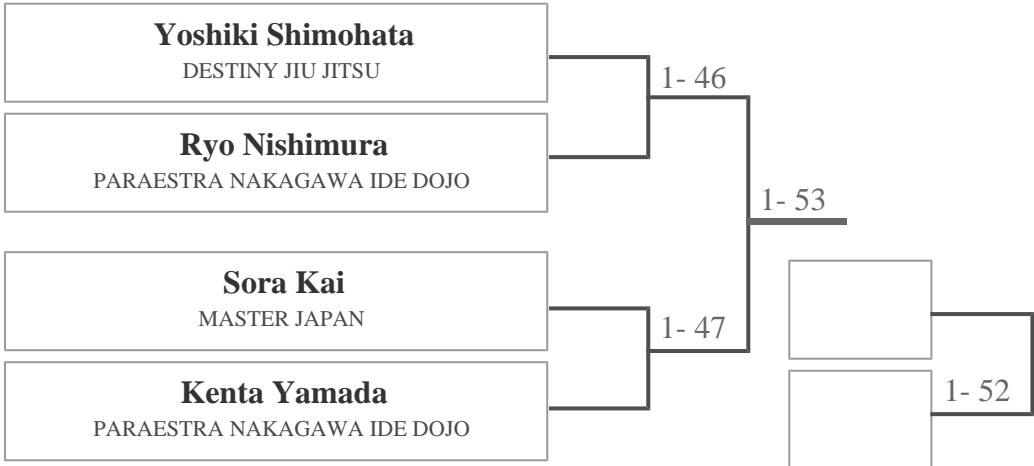 Yoshiki Shimohata
DESTINY JIU JITSU
1- 46
Ryo Nishimura
PARAESTRA NAKAGAWA IDE DOJO
1- 53
Sora Kai
MASTER JAPAN
1- 47
Kenta Yamada
PARAESTRA NAKAGAWA IDE DOJO
1- 52